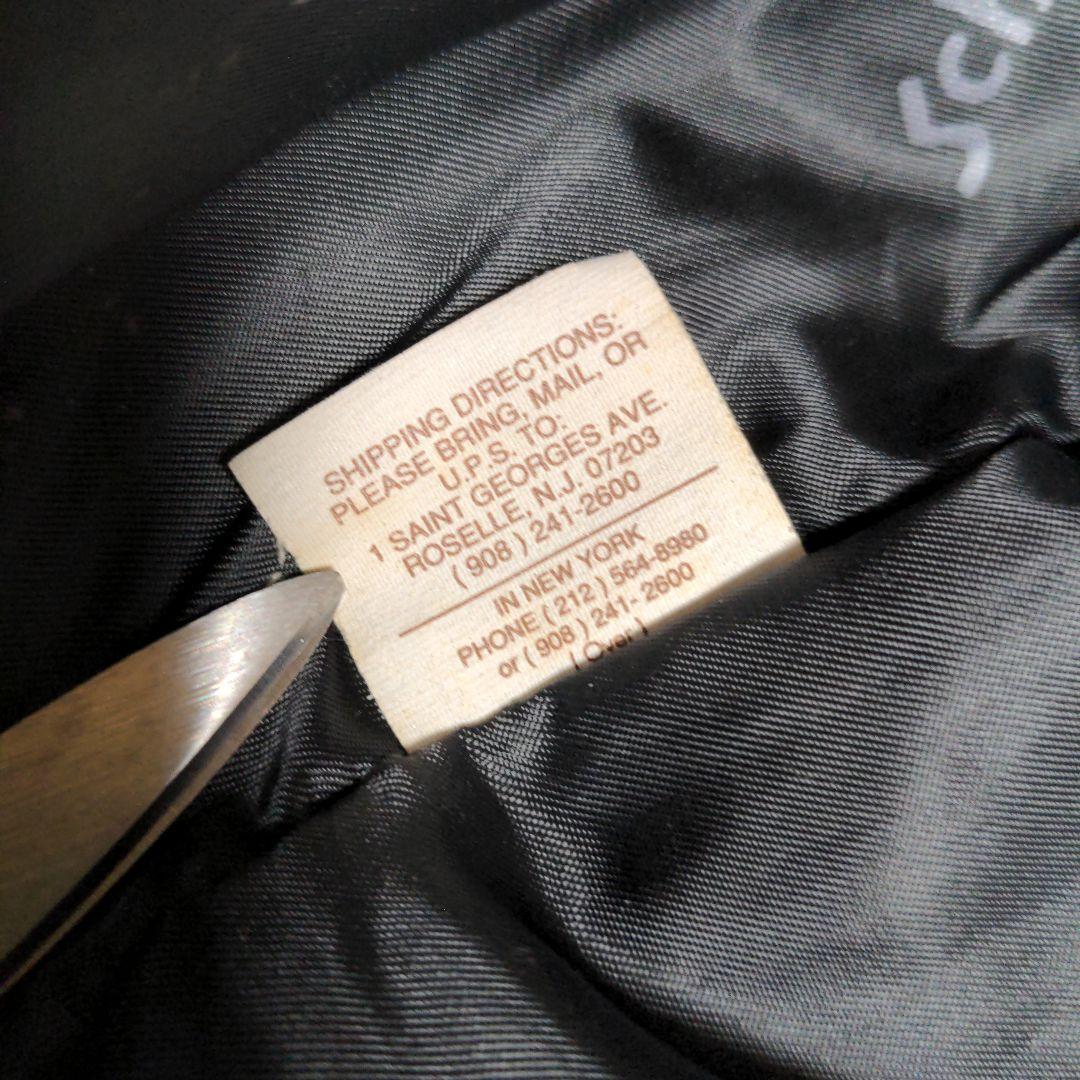 Sch
SHIPPING DIRECTIONS:
PLEASE BRING, MAIL, OR
U.P.S. TO:
1 SAINT GEORGES AVE.
ROSELLE, N.J. 07203
( 908 ) 241-2600
IN NEW YORK
PHONE ( 212 ) 564-8980
or ( 908 ) 241- 2600
( Over )